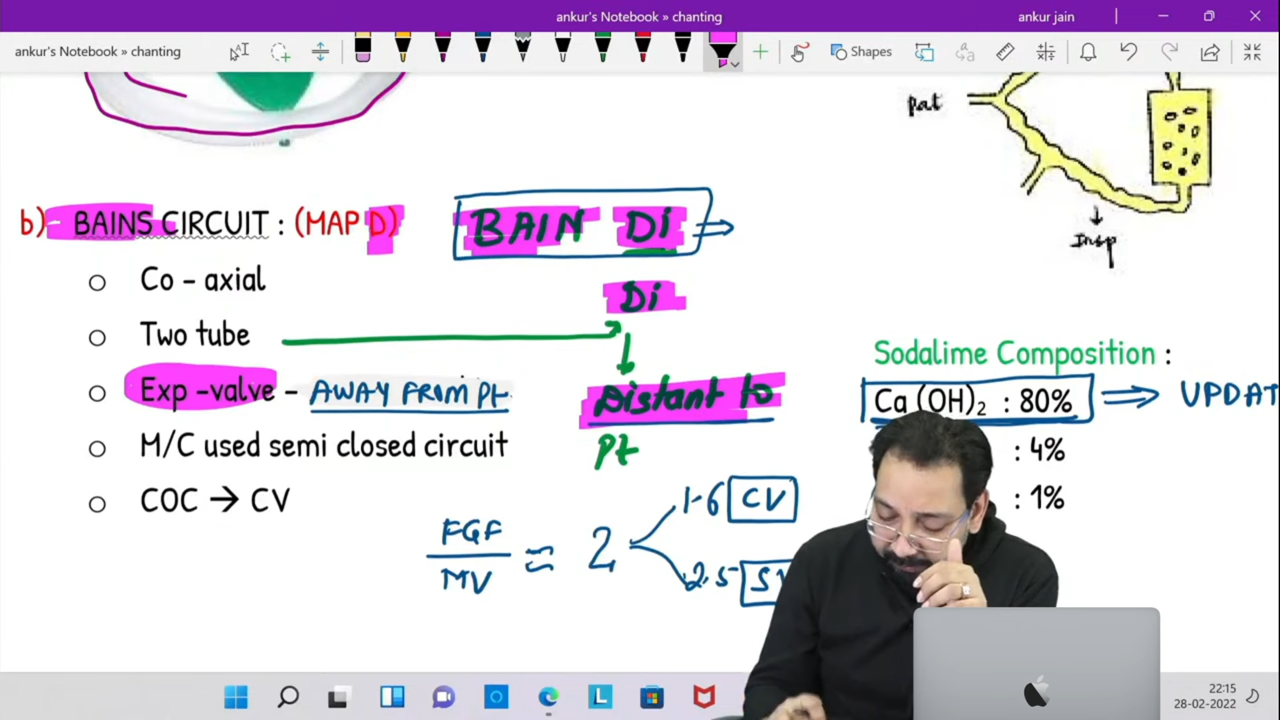 ankur's Notebook » chanting
ankur jain
ankur's Notebook » chanting
Shapes
pat
Insp
b)- BAINS CIRCUIT : (MAP D)
BAIN Di
Co - axial
Di
Two tube
Exp -valve - AWAY FROM Pt.
Distant to
pt
M/C used semi closed circuit
COC → CV
FGF
MV
≈ 2
1.6 CV
2.5
Sodalime Composition :
Ca (OH)2 : 80% ⇒ UPDAT
: 4%
: 1%
22:15
28-02-2022